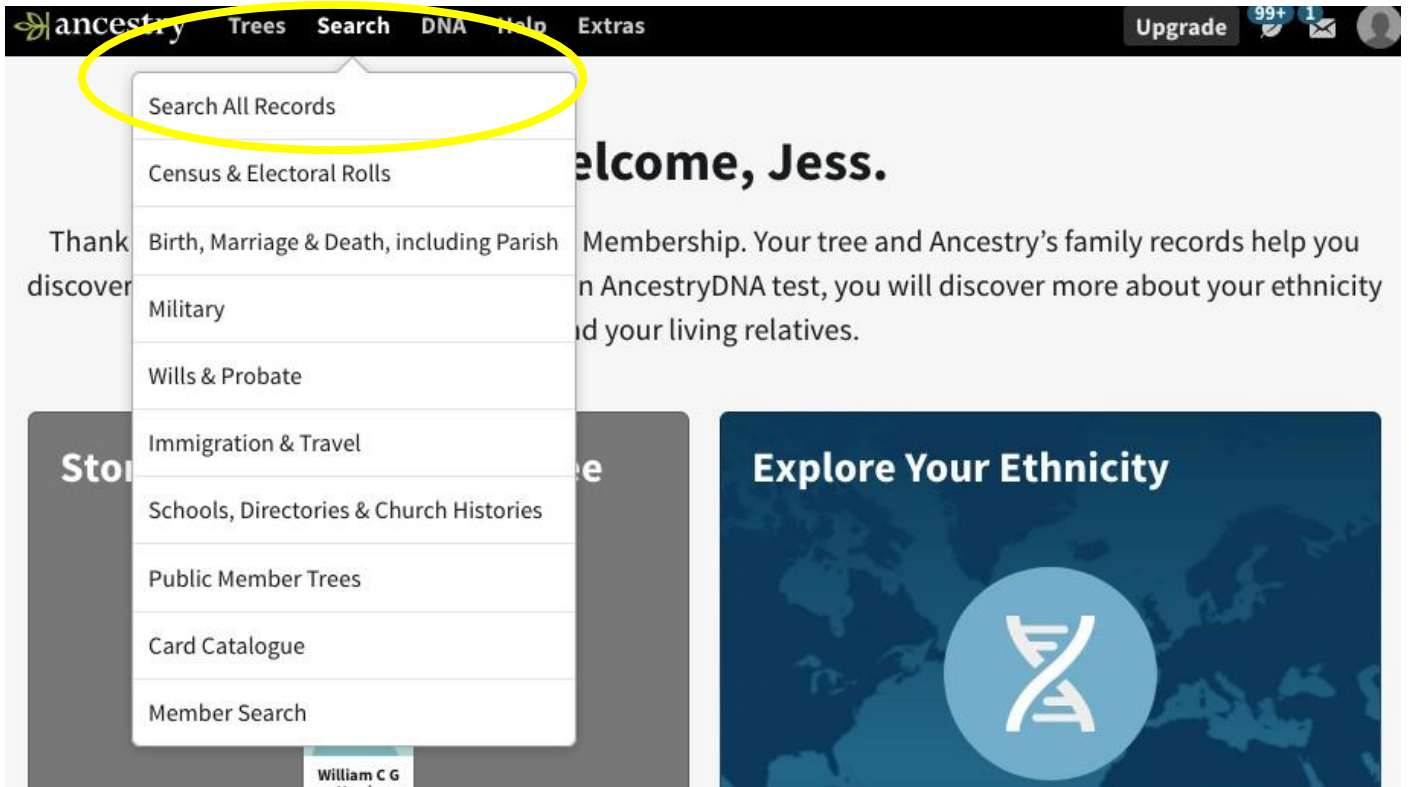 ancestry Trees Search DNA Help Extras Upgrade 99+ 1
Search All Records
Census & Electoral Rolls
elcome, Jess.
Thank Birth, Marriage & Death, including Parish Membership. Your tree and Ancestry's family records help you
discover n AncestryDNA test, you will discover more about your ethnicity
Military
d your living relatives.
Wills & Probate
Immigration & Travel
Explore Your Ethnicity
Schools, Directories & Church Histories
Public Member Trees
Card Catalogue
Member Search
William C G